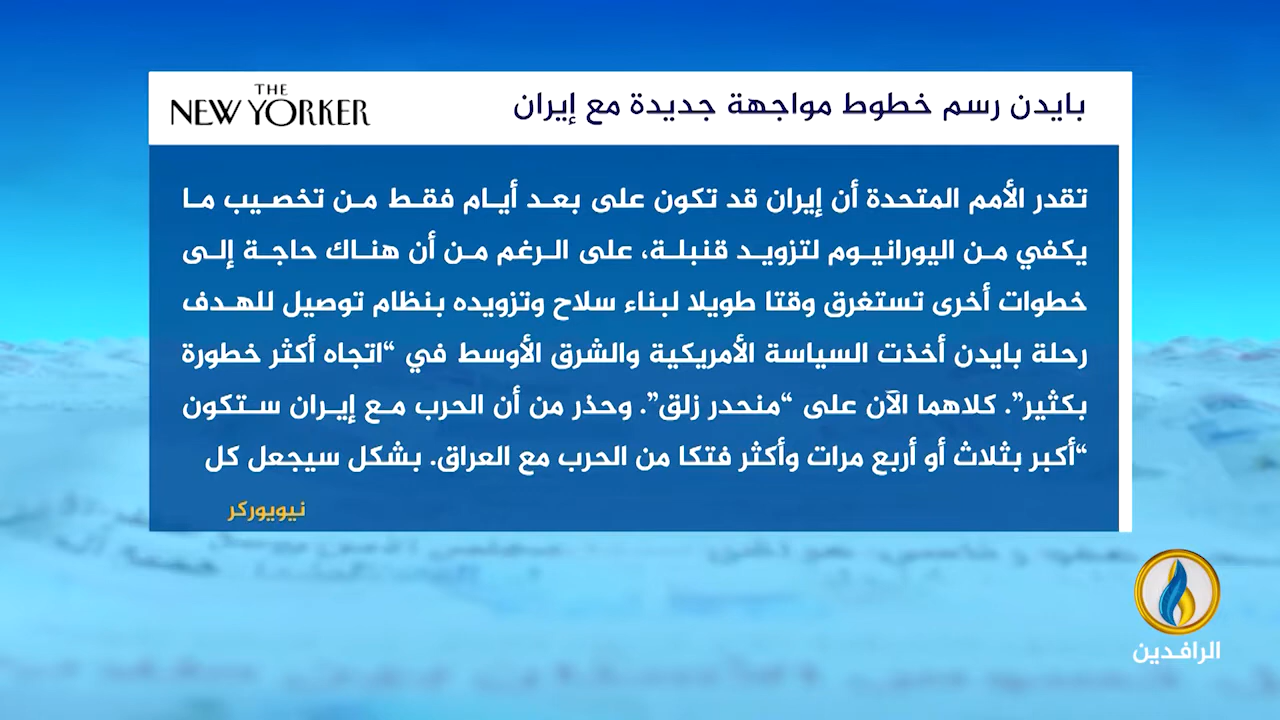 THE
NEW YORKER
بايدن رسم خطوط مواجهة جديدة مع إيران
تقدر الأمم المتحدة أن إيران قد تكون على بعد أيام فقط من تخصيب ما
يكفي من اليورانيوم لتزويد قنبلة، على الرغم من أن هناك حاجة إلى
خطوات أخرى تستغرق وقتا طويلا لبناء سلاح وتزويده بنظام توصيل للهدف
رحلة بايدن أخذت السياسة الأمريكية والشرق الأوسط في “اتجاه أكثر خطورة
بكثير”. كلاهما الآن على “منحدر زلق”. وحذر من أن الحرب مع إيران ستكون
“أكبر بثلاث أو أربع مرات وأكثر فتكا من الحرب مع العراق. بشكل سيجعل كل
نيويوركر
الرافدين